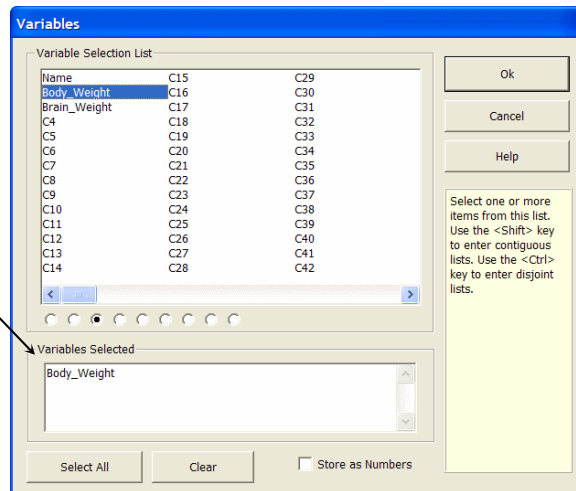 Variables
Variable Selection List
Name C15 C29
Body_Weight C16 C30
Brain_Weight C17 C31
C4 C18 C32
C5 C19 C33
C6 C20 C34
C7 C21 C35
C8 C22 C36
C9 C23 C37
C10 C24 C38
C11 C25 C39
C12 C26 C40
C13 C27 C41
C14 C28 C42
Variables Selected
Body_Weight
Select All
Clear
Store as Numbers
Ok
Cancel
Help
Select one or more
items from this list.
Use the <Shift> key
to enter contiguous
lists. Use the <Ctrl>
key to enter disjoint
lists.